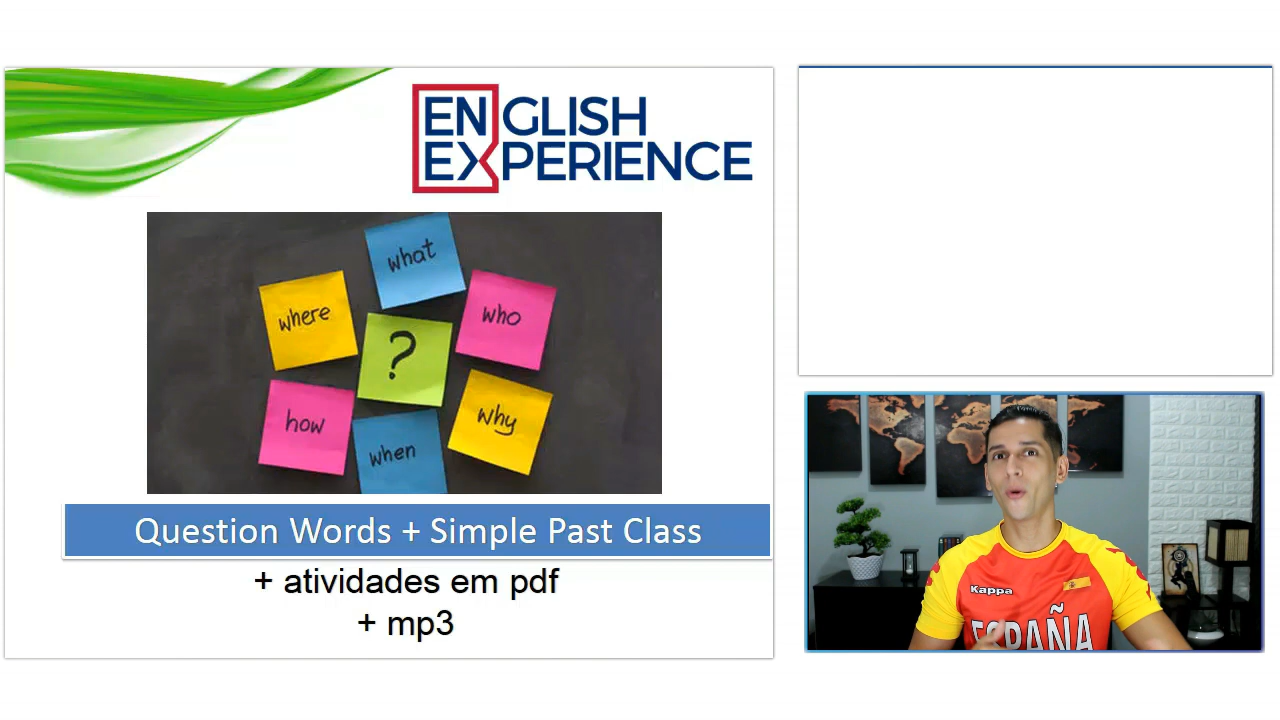 ENGLISH
EXPERIENCE
what
where
who
?
how
why
when
Question Words + Simple Past Class
+ atividades em pdf
+ mp3
Kappa
ESPAÑA